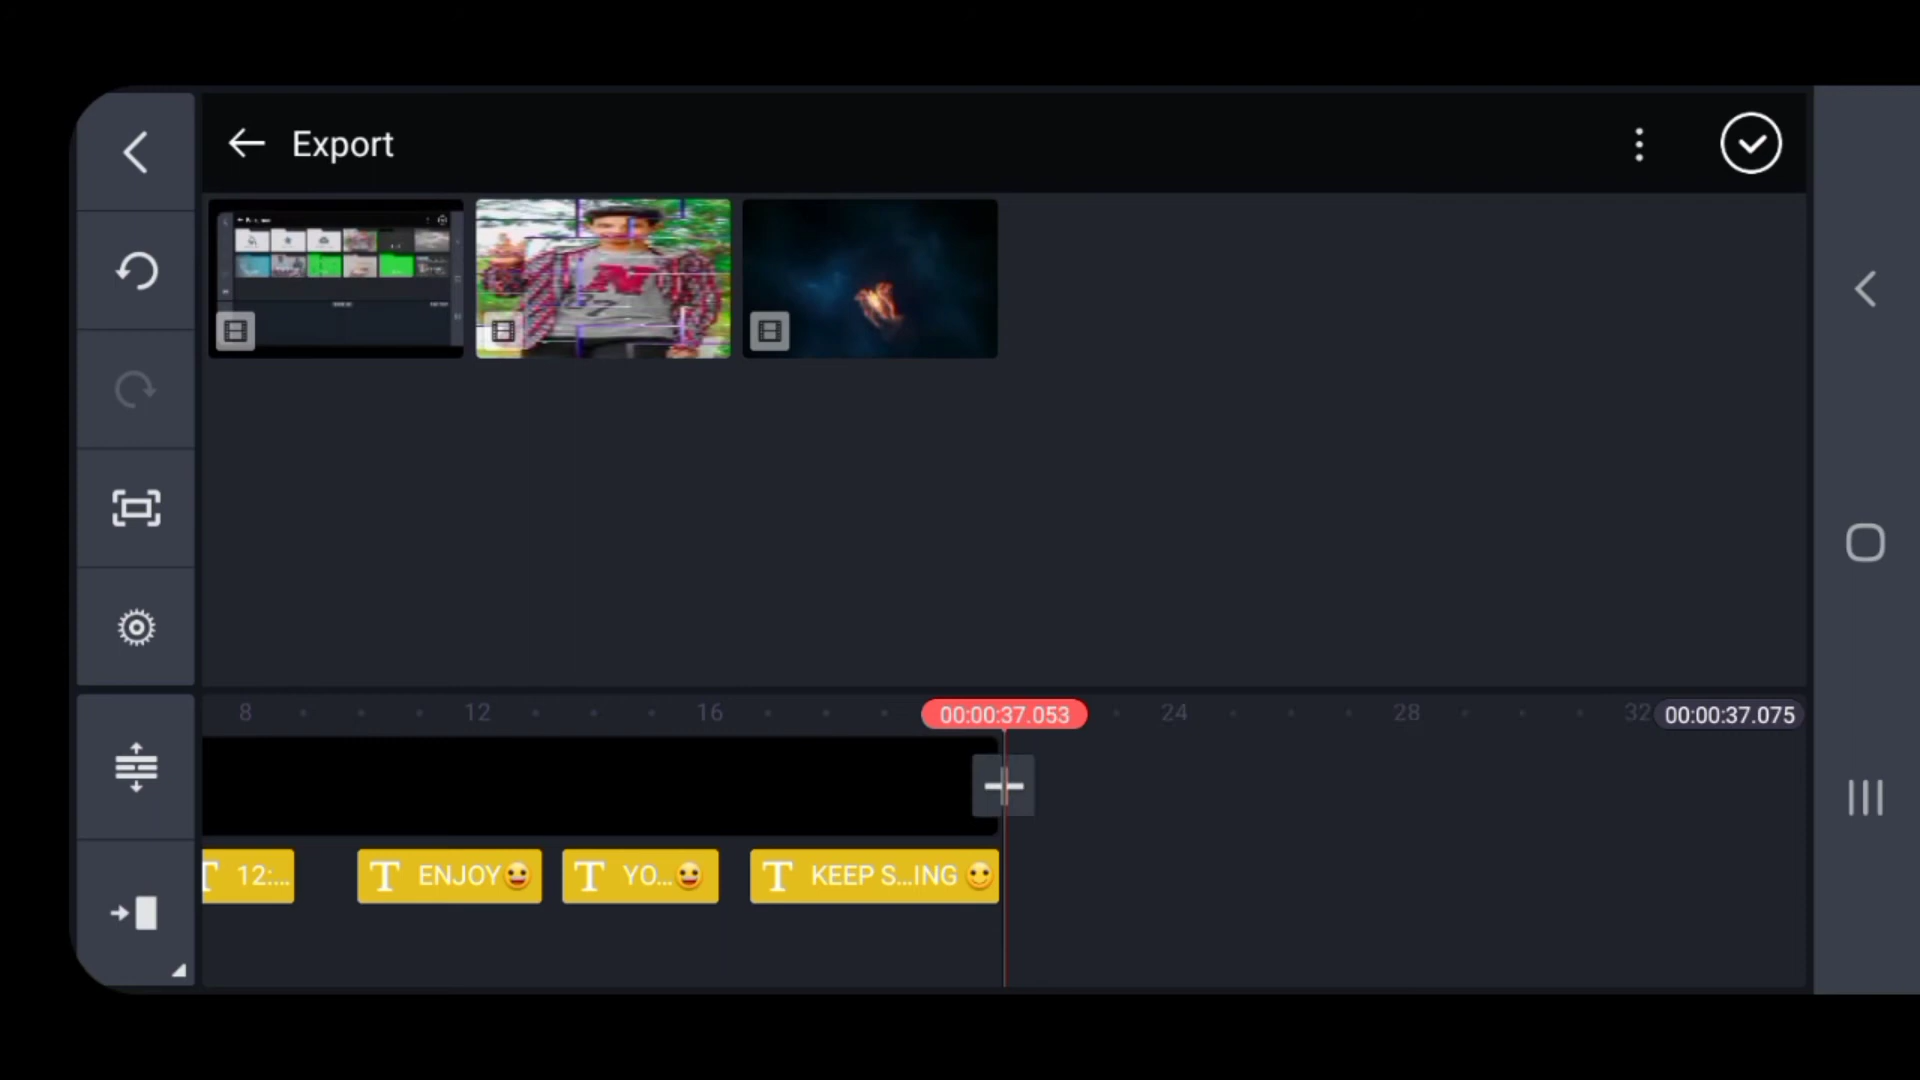 Export
8 12 16 00:00:37.053 24 28 32 00:00:37.075
T 12:... T ENJOY😀 T YO...😀 T KEEP S...ING 🙂